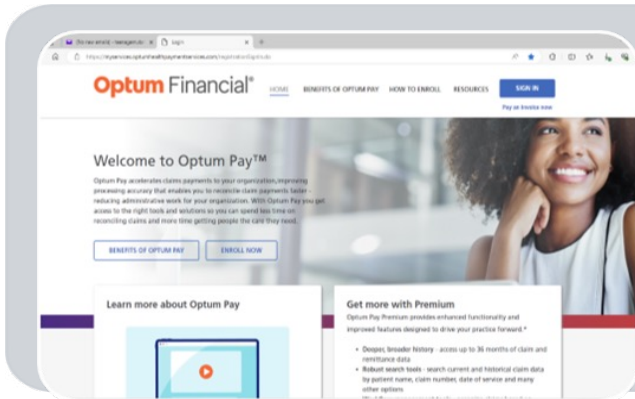 login
Optum Financial®
HOME
BENEFITS OF OPTUM PAY
HOW TO ENROLL
RESOURCES
SIGN IN
Pay an invoice now
Welcome to Optum Pay™
Optum Pay accelerates claims payments to your organization, improving
processing accuracy that enables you to reconcile claim payments faster -
reducing administrative work for your organization. With Optum Pay you get
access to the right tools and solutions so you can spend less time on
reconciling claims and more time getting people the care they need.
BENEFITS OF OPTUM PAY
ENROLL NOW
Learn more about Optum Pay
Get more with Premium
Optum Pay Premium provides enhanced functionality and
improved features designed to drive your practice forward.*
• Deeper, broader history - access up to 36 months of claim and
remittance data
• Robust search tools - search current and historical claim data
by patient name, claim number, date of service and many
other options